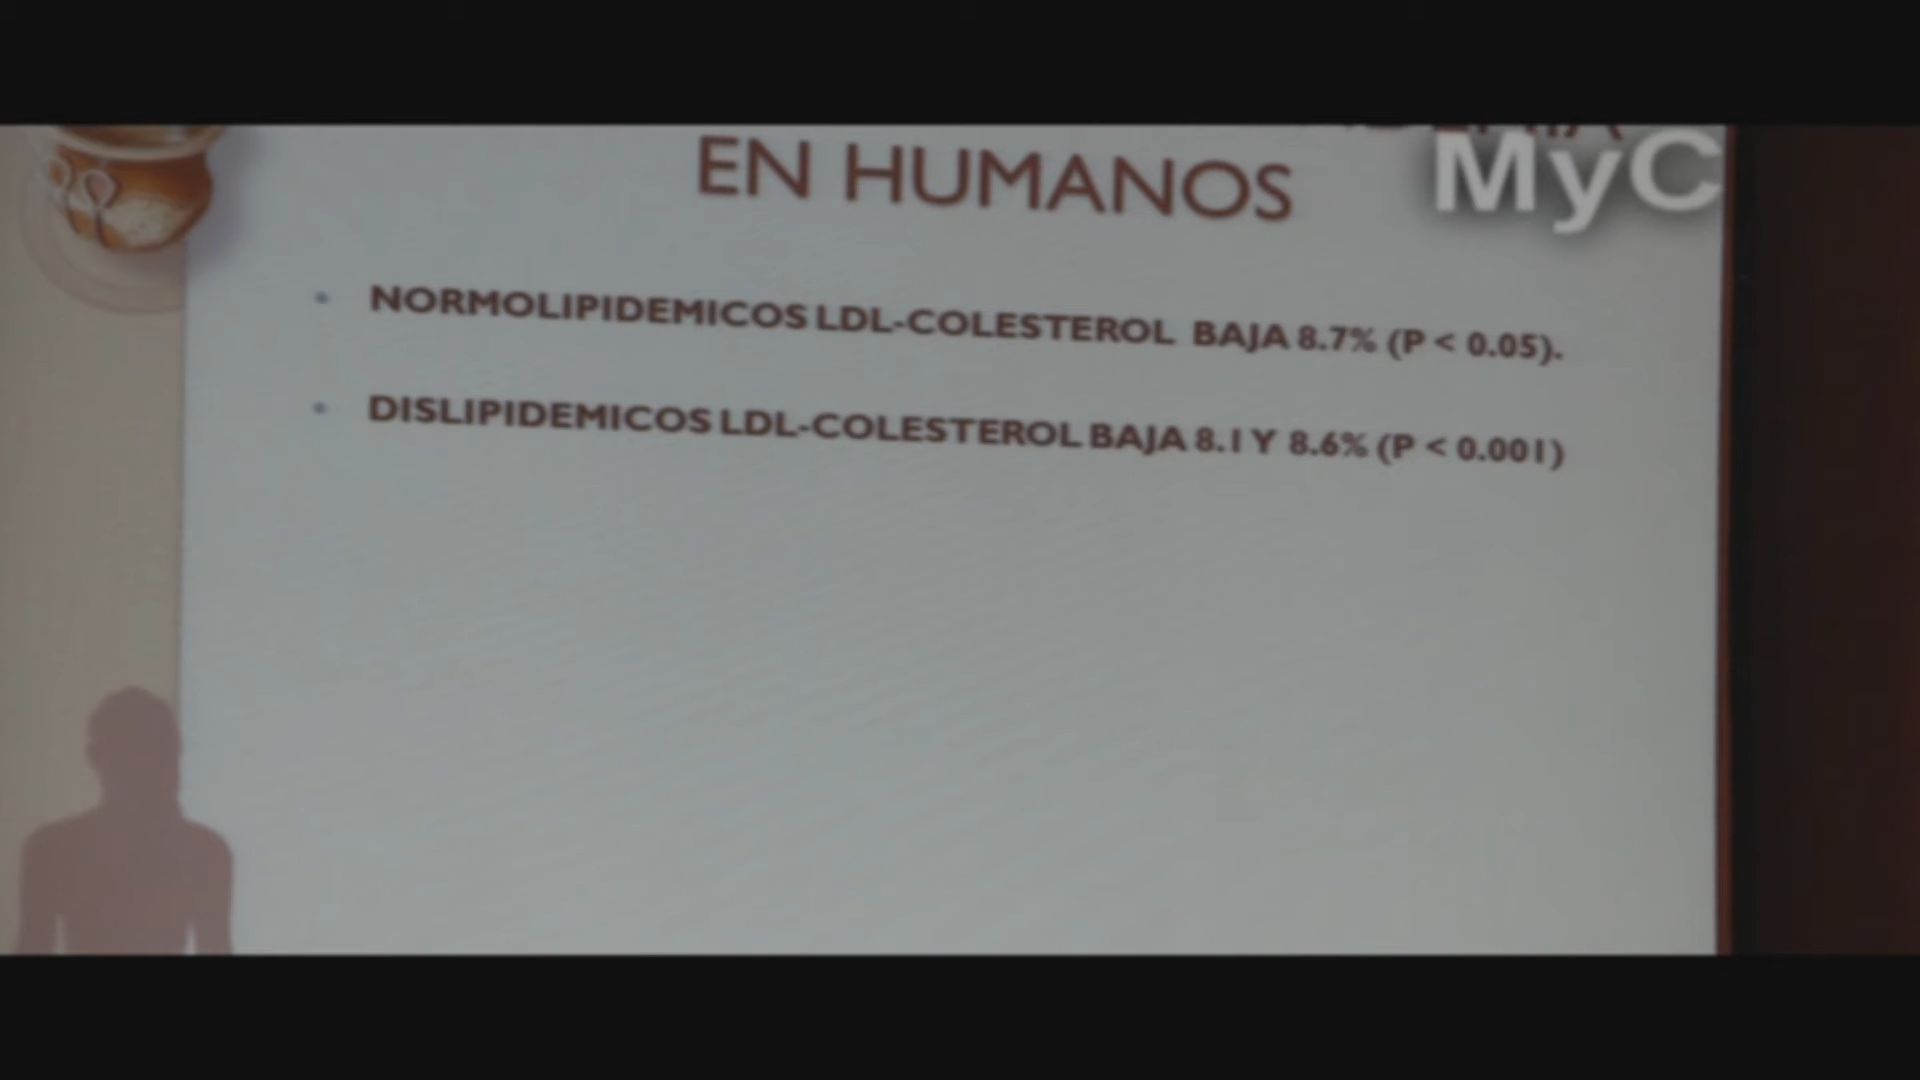 MyC
EN HUMANOS
• NORMOLIPIDEMICOS LDL-COLESTEROL BAJA 8.7% (P < 0.05).
• DISLIPIDEMICOS LDL-COLESTEROL BAJA 8.1 Y 8.6% (P < 0.001)